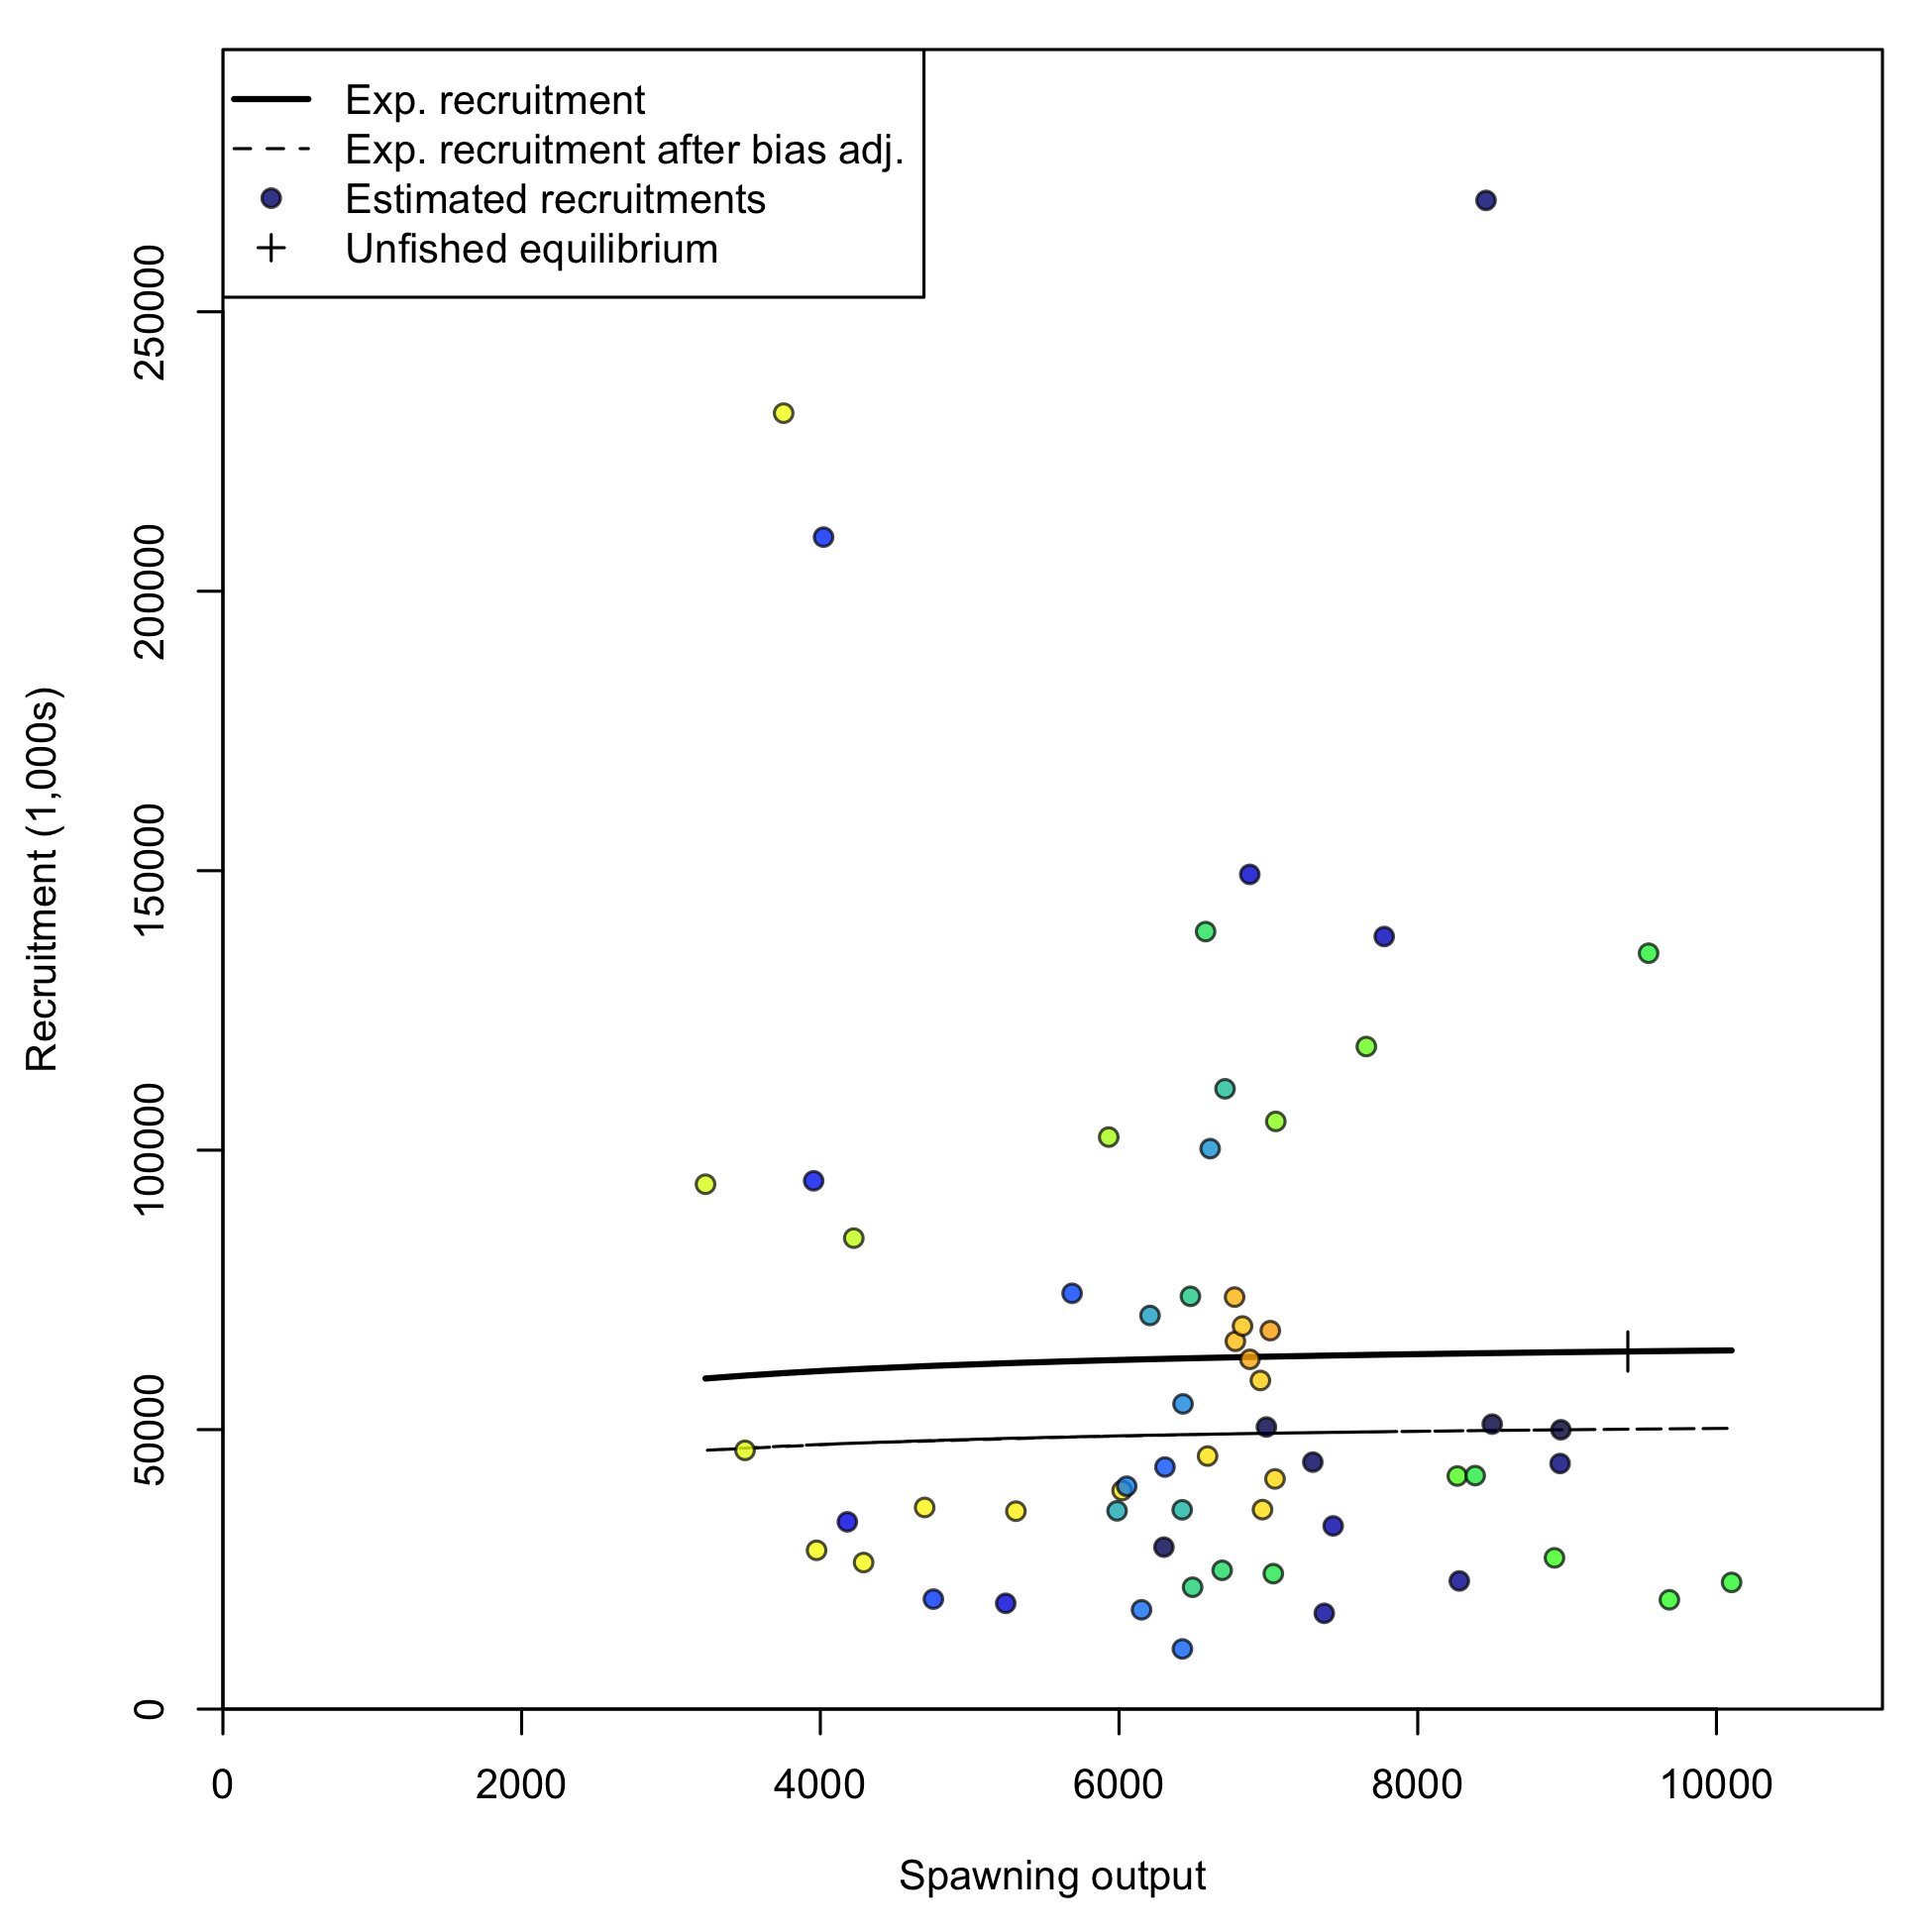 Exp. recruitment
Exp. recruitment after bias adj.
Estimated recruitments
Unfished equilibrium
Recruitment (1,000s)
250000
200000
150000
100000
50000
0
0 2000 4000 6000 8000 10000
Spawning output